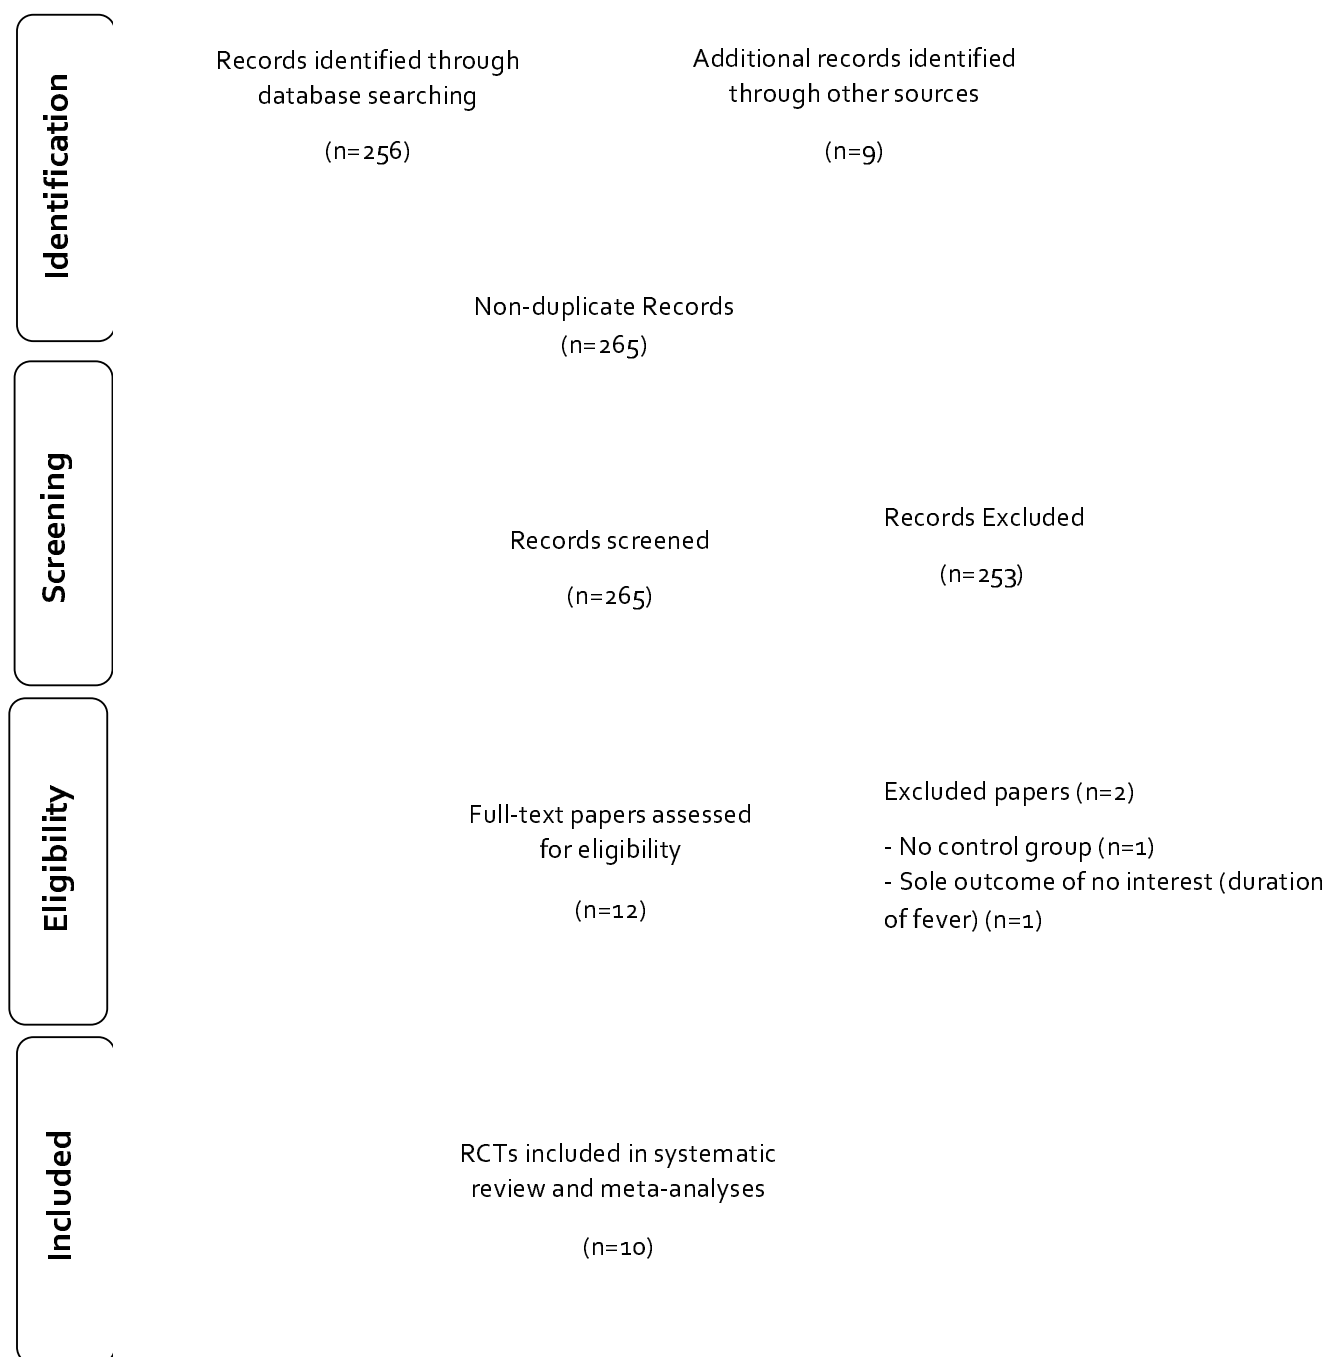 Identification
Records identified through
database searching
(n=256)
Additional records identified
through other sources
(n=9)
Non-duplicate Records
(n=265)
Screening
Records screened
(n=265)
Records Excluded
(n=253)
Eligibility
Full-text papers assessed
for eligibility
(n=12)
Excluded papers (n=2)
- No control group (n=1)
- Sole outcome of no interest (duration
of fever) (n=1)
Included
RCTs included in systematic
review and meta-analyses
(n=10)